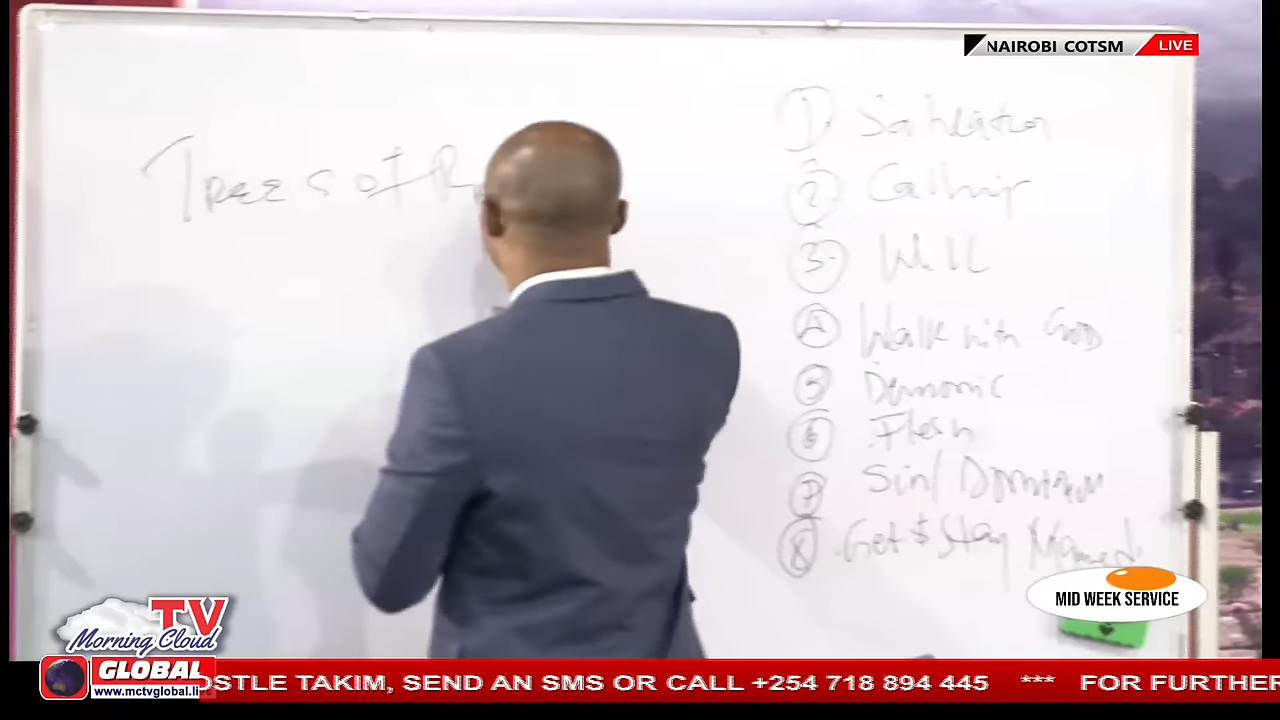 NAIROBI COTSM
LIVE
Trees of R
1 Salvation
2 Calling
3. Will
4 Walk with GOD
5 Demonic
6 Flesh
7 Sin/Dominion
8 Get & Stay Married.
MID WEEK SERVICE
TV
Morning Cloud
GLOBAL
www.mctvglobal.li
OSTLE TAKIM, SEND AN SMS OR CALL +254 718 894 445 *** FOR FURTHER